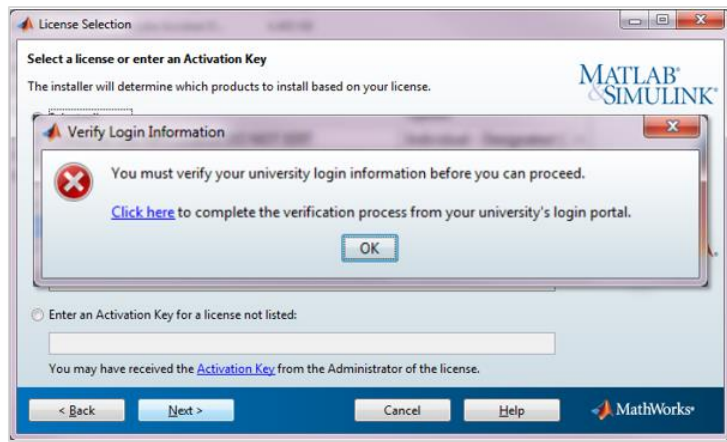 License Selection
Select a license or enter an Activation Key
The installer will determine which products to install based on your license.
MATLAB®
&SIMULINK®
Verify Login Information
You must verify your university login information before you can proceed.
Click here to complete the verification process from your university's login portal.
OK
Enter an Activation Key for a license not listed:
You may have received the Activation Key from the Administrator of the license.
< Back
Next >
Cancel
Help
MathWorks®